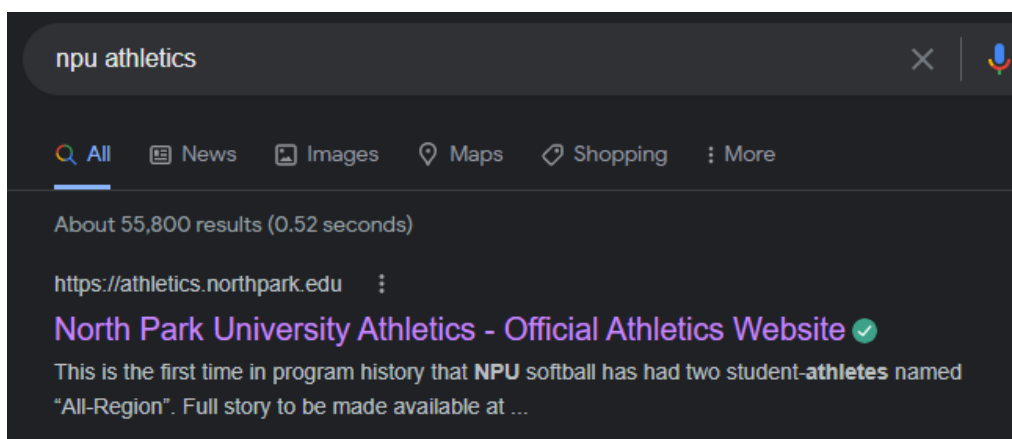 npu athletics
All News Images Maps Shopping More
About 55,800 results (0.52 seconds)
https://athletics.northpark.edu
North Park University Athletics - Official Athletics Website
This is the first time in program history that NPU softball has had two student-athletes named
“All-Region”. Full story to be made available at ...